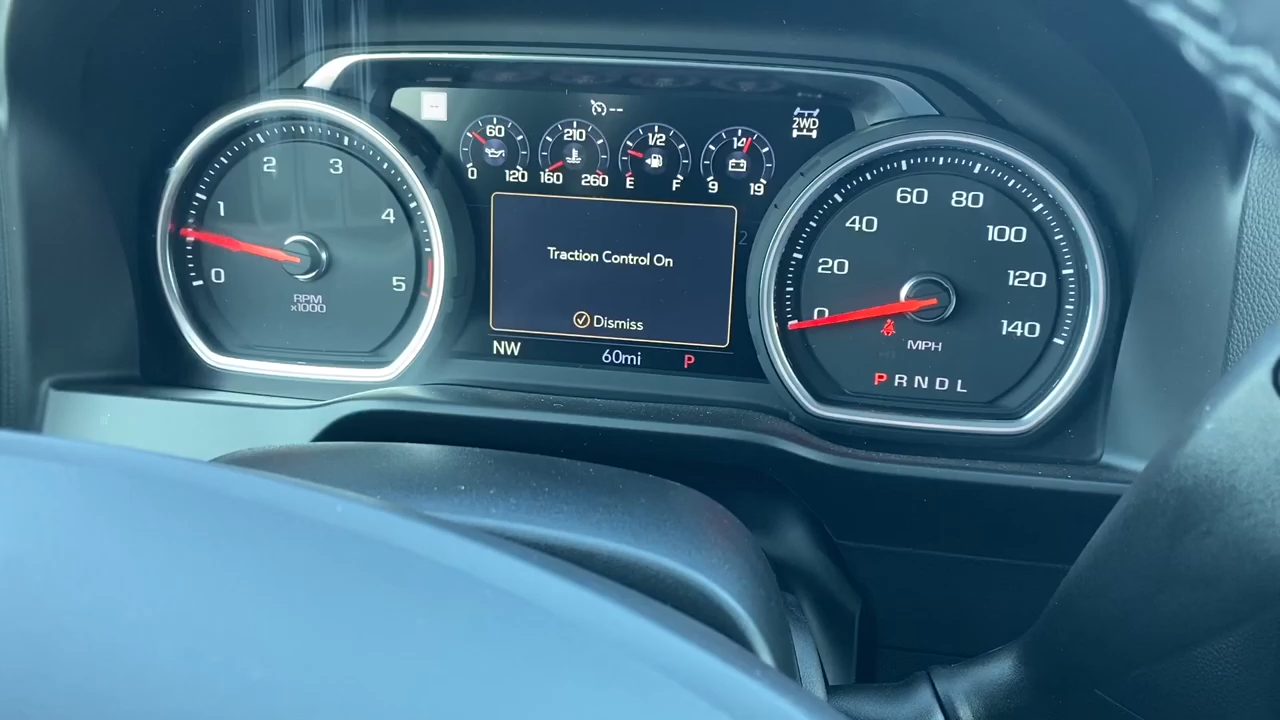 --
--
2WD
60
0 120
210
160 260
1/2
E F
14
9 19
0 1 2 3 4 5
RPM
x1000
Traction Control On
Dismiss
NW 60mi P
0 20 40 60 80 100 120 140
MPH
PRNDL